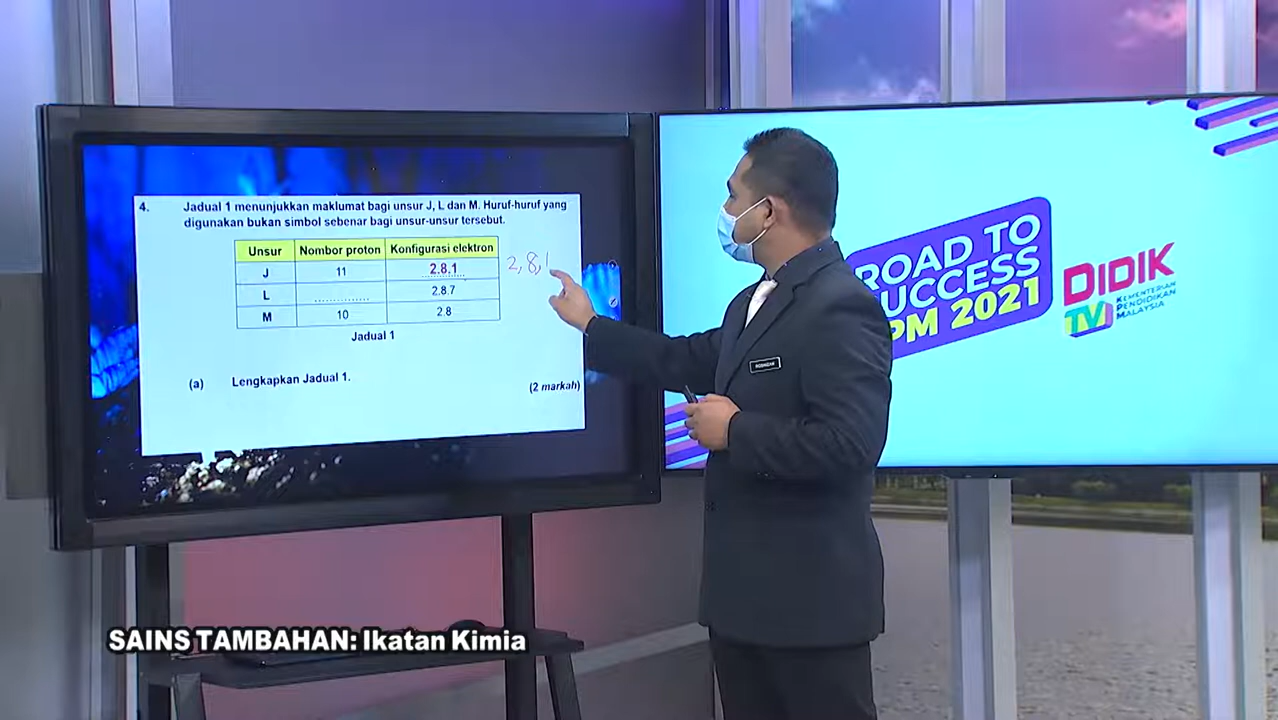 4. Jadual 1 menunjukkan maklumat bagi unsur J, L dan M. Huruf-huruf yang
digunakan bukan simbol sebenar bagi unsur-unsur tersebut.
Unsur Nombor proton Konfigurasi elektron
J 11 2.8.1
2,8,1
L .................. 2.8.7
M 10 2.8
Jadual 1
(a) Lengkapkan Jadual 1.
(2 markah)
ROAD TO
UCCESS
PM 2021
DIDIK
TV
KEMENTERIAN
PENDIDIKAN
MALAYSIA
SAINS TAMBAHAN: Ikatan Kimia